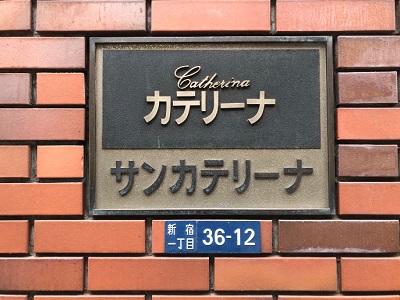 Catherina
カテリーナ
サンカテリーナ
新宿
一丁目
36-12